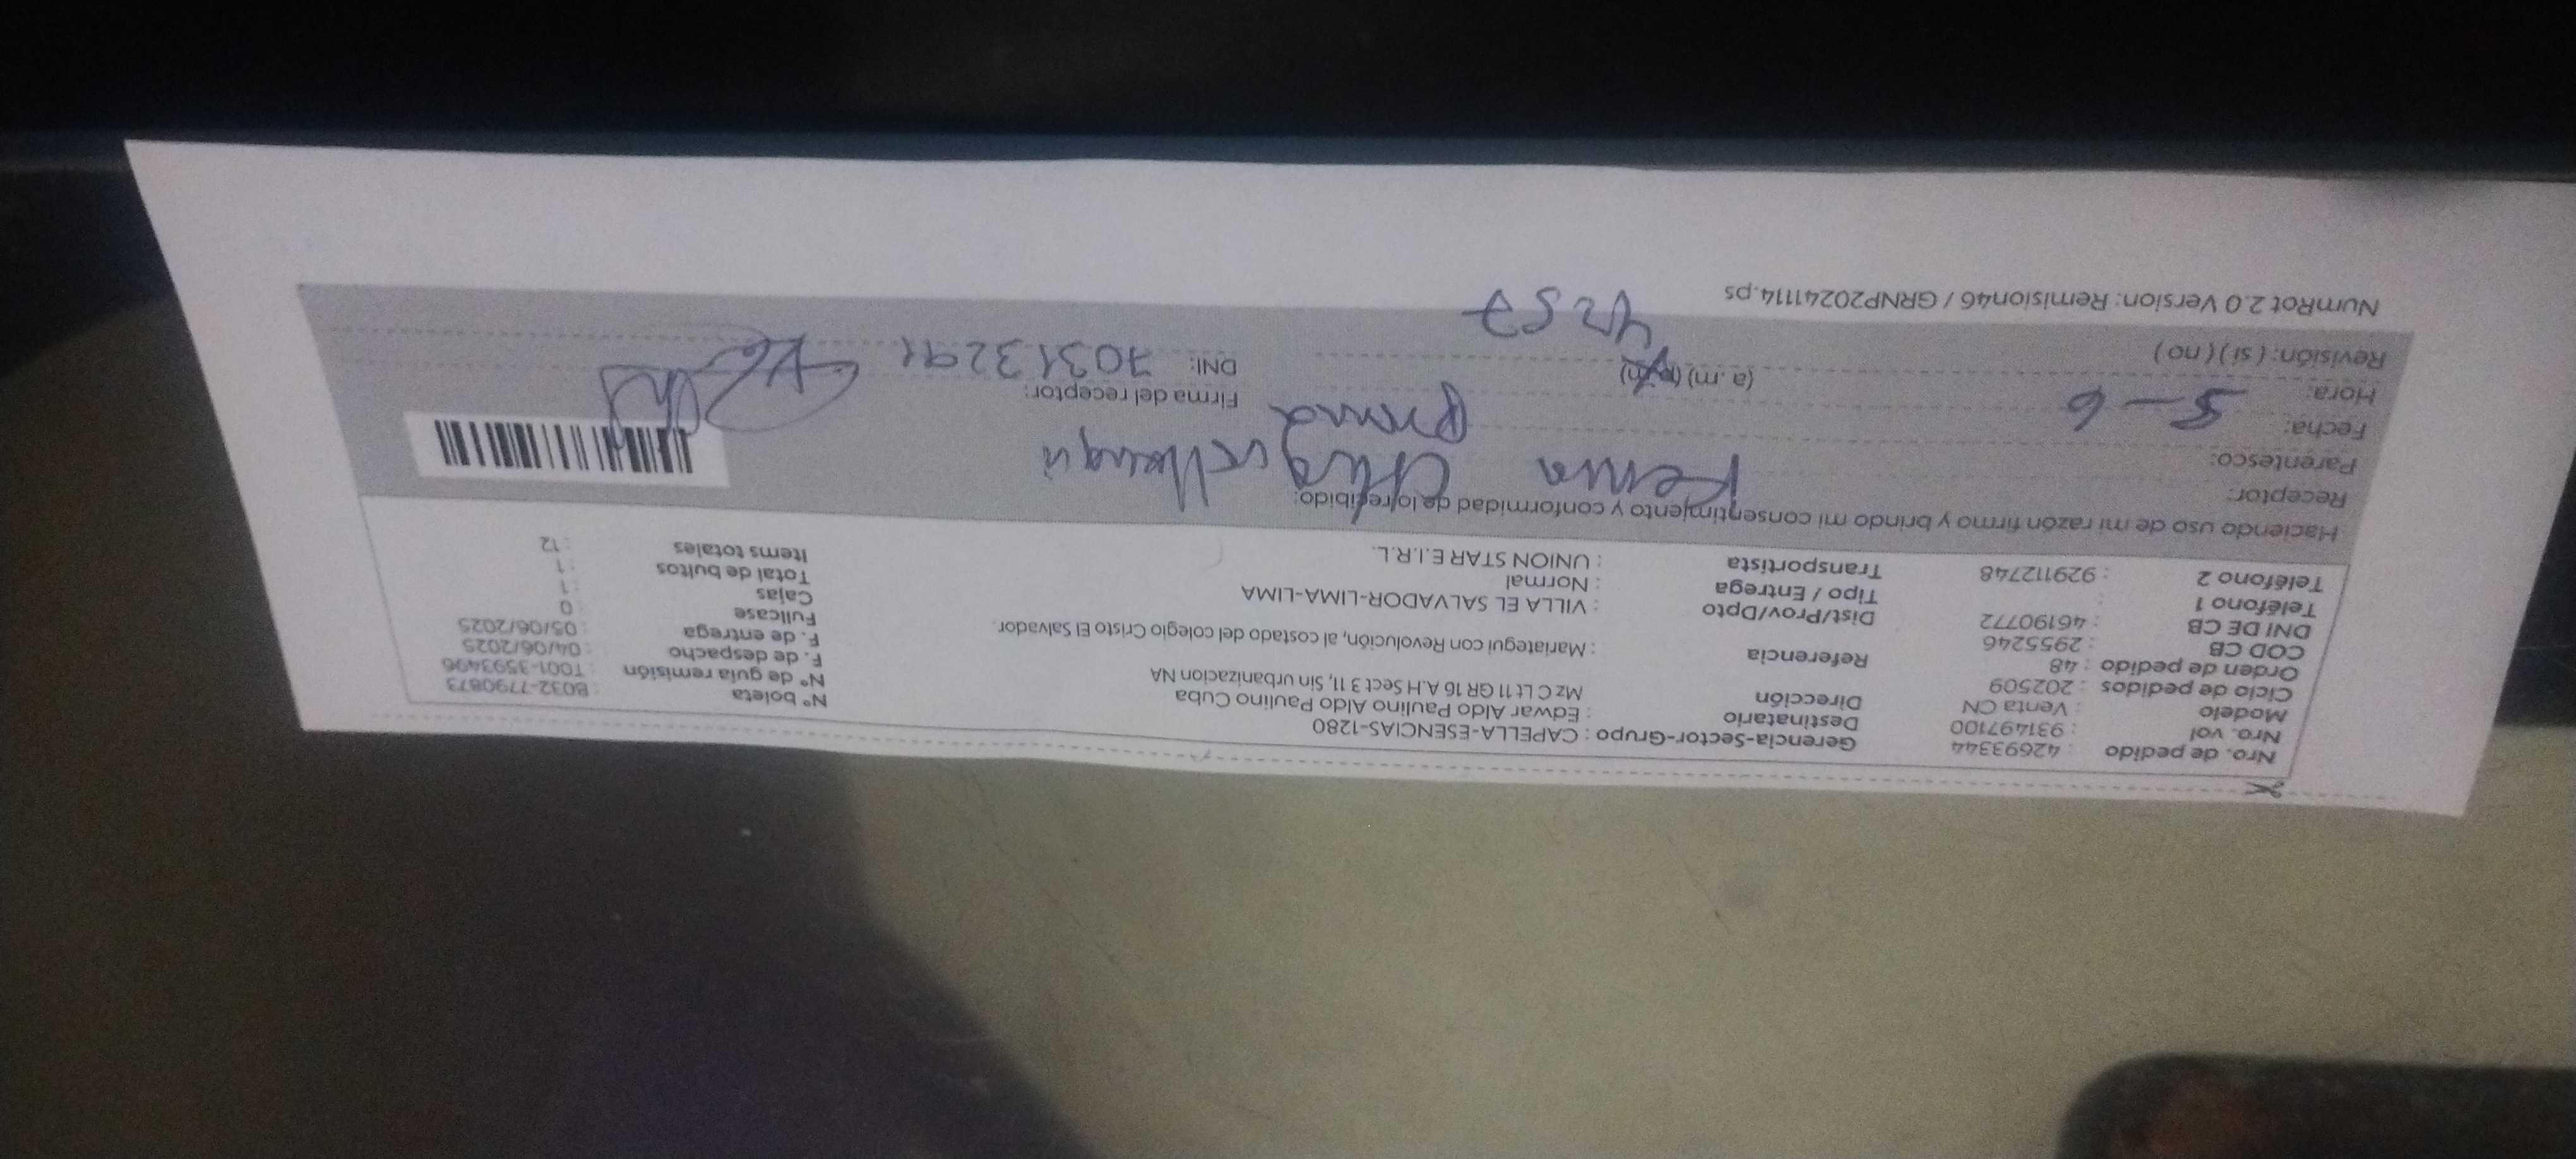 Nro. de pedido : 42693344 Gerencia-Sector-Grupo : CAPELLA-ESENCIAS-1280 N° boleta : B032-7790873
Nro. vol : 931497100 Destinatario : Edwar Aldo Paulino Aldo Paulino Cuba N° de guía remisión : T001-3593496
Modelo : Venta CN Dirección Mz C Lt 11 GR 16 A.H Sect 3 11, Sin urbanizacion NA F. de despacho : 04/06/2025
Ciclo de pedidos : 202509 F. de entrega : 05/06/2025
Orden de pedido : 48 Referencia : Mariategui con Revolución, al costado del colegio Cristo El Salvador. Fullcase : 0
COD CB : 2955246 Dist/Prov/Dpto : VILLA EL SALVADOR-LIMA-LIMA Cajas : 1
DNI DE CB : 46190772 Tipo / Entrega : Normal Total de bultos : 1
Teléfono 1 : Transportista : UNION STAR E.I.R.L. Items totales : 12
Teléfono 2 : 929112748
Haciendo uso de mi razón firmo y brindo mi consentimiento y conformidad de lo recibido:
Receptor: Kenia
Parentesco: prima
Fecha: 5-6 Firma del receptor:
Hora: (a. m) (p. m) DNI: 70313291
Revisión: ( si ) ( no ) 4257
NumRot 2.0 Version: Remision46 / GRNP20241114.ps